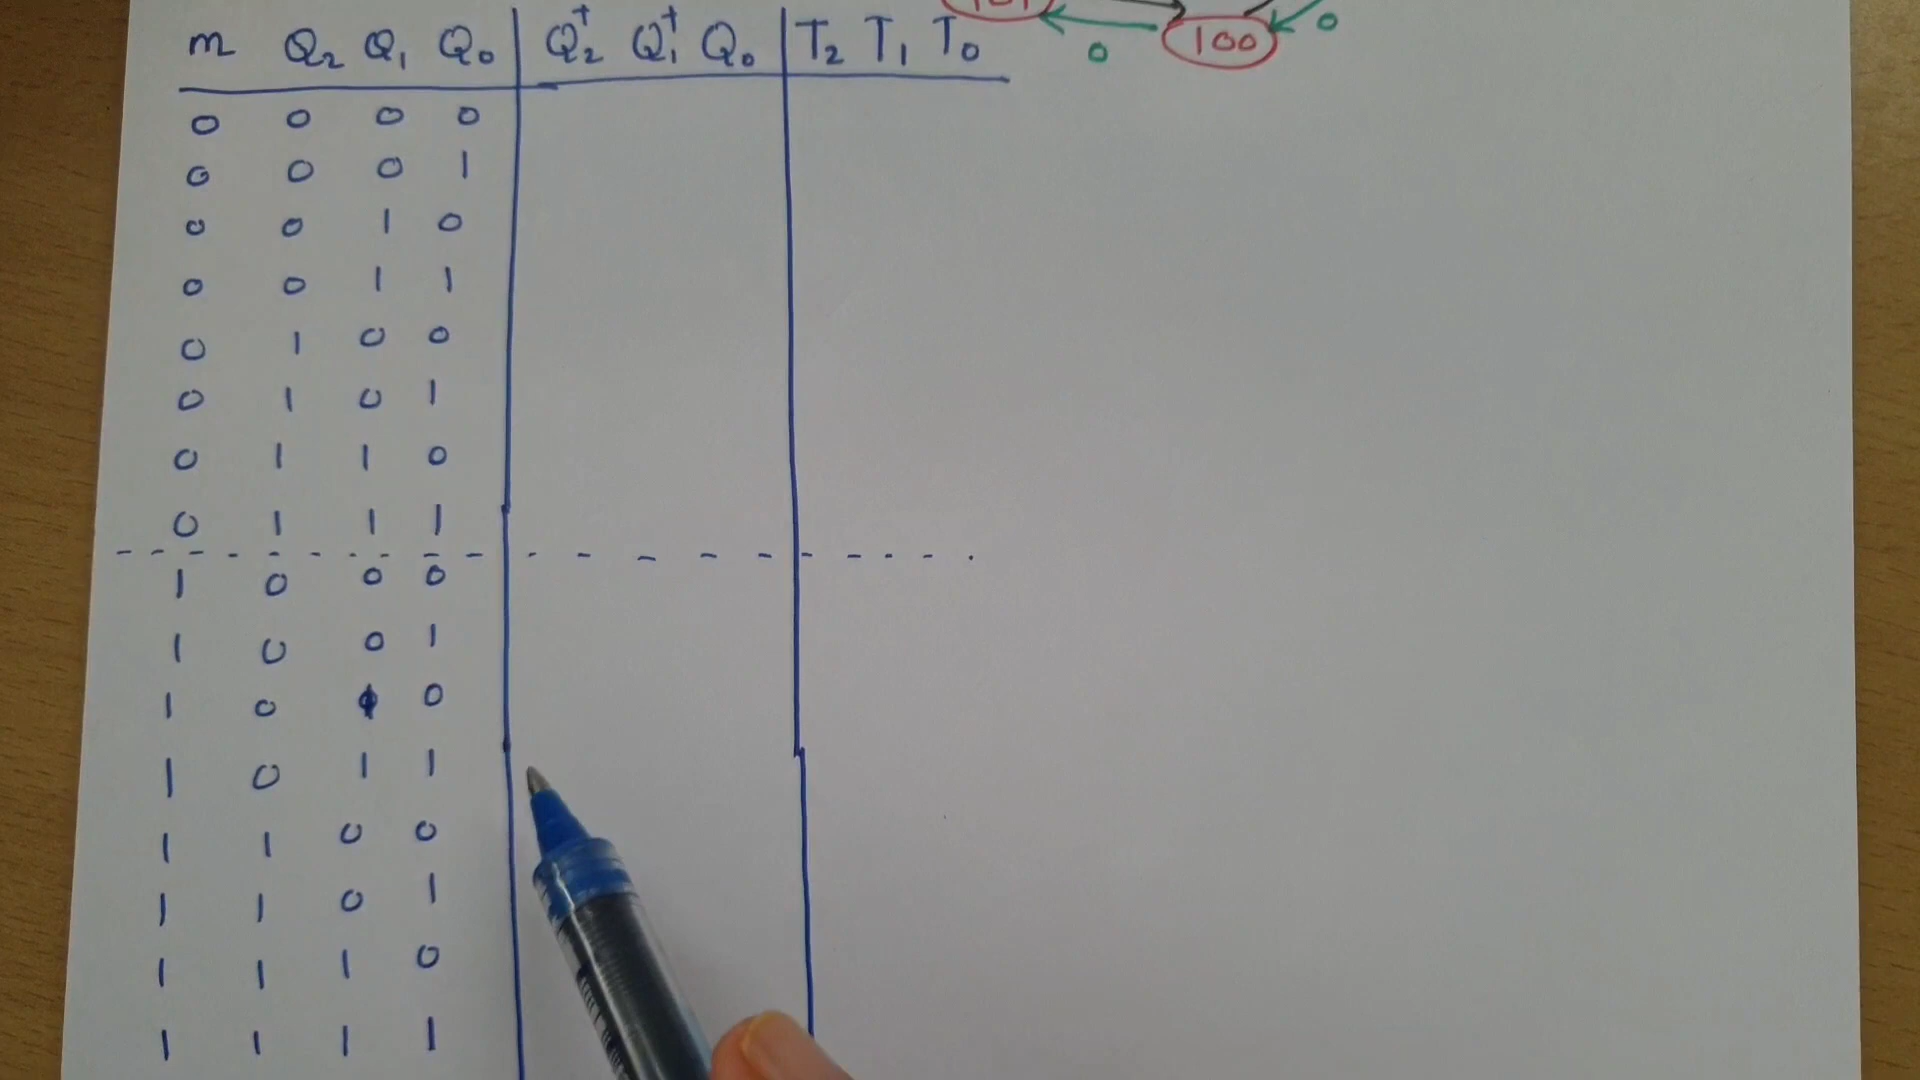 101
100
0
0
m Q2 Q1 Q0 Q2+ Q1+ Q0 T2 T1 T0
0 0 0 0
0 0 0 1
0 0 1 0
0 0 1 1
0 1 0 0
0 1 0 1
0 1 1 0
0 1 1 1
1 0 0 0
1 0 0 1
1 0 1 0
1 0 1 1
1 1 0 0
1 1 0 1
1 1 1 0
1 1 1 1